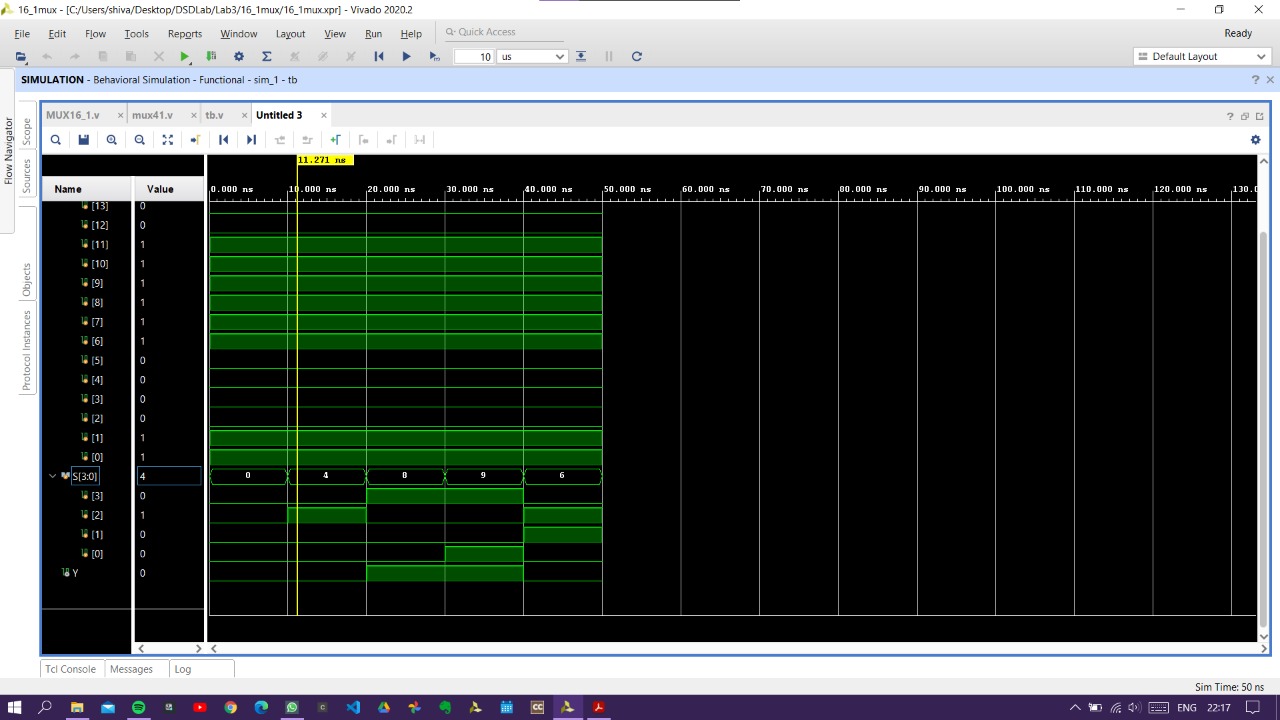 16_1mux - [C:/Users/shiva/Desktop/DSDLab/Lab3/16_1mux/16_1mux.xpr] - Vivado 2020.2
File Edit Flow Tools Reports Window Layout View Run Help Quick Access Ready
10 us Default Layout
SIMULATION - Behavioral Simulation - Functional - sim_1 - tb
Flow Navigator
Scope
Sources
Objects
Protocol Instances
MUX16_1.v mux41.v tb.v Untitled 3
11.271 ns
Name Value 0.000 ns 10.000 ns 20.000 ns 30.000 ns 40.000 ns 50.000 ns 60.000 ns 70.000 ns 80.000 ns 90.000 ns 100.000 ns 110.000 ns 120.000 ns 130.0
[13] 0
[12] 0
[11] 1
[10] 1
[9] 1
[8] 1
[7] 1
[6] 1
[5] 0
[4] 0
[3] 0
[2] 0
[1] 1
[0] 1
S[3:0] 4 0 4 8 9 6
[3] 0
[2] 1
[1] 0
[0] 0
Y 0
Tcl Console Messages Log
Sim Time: 50 ns
ENG 22:17